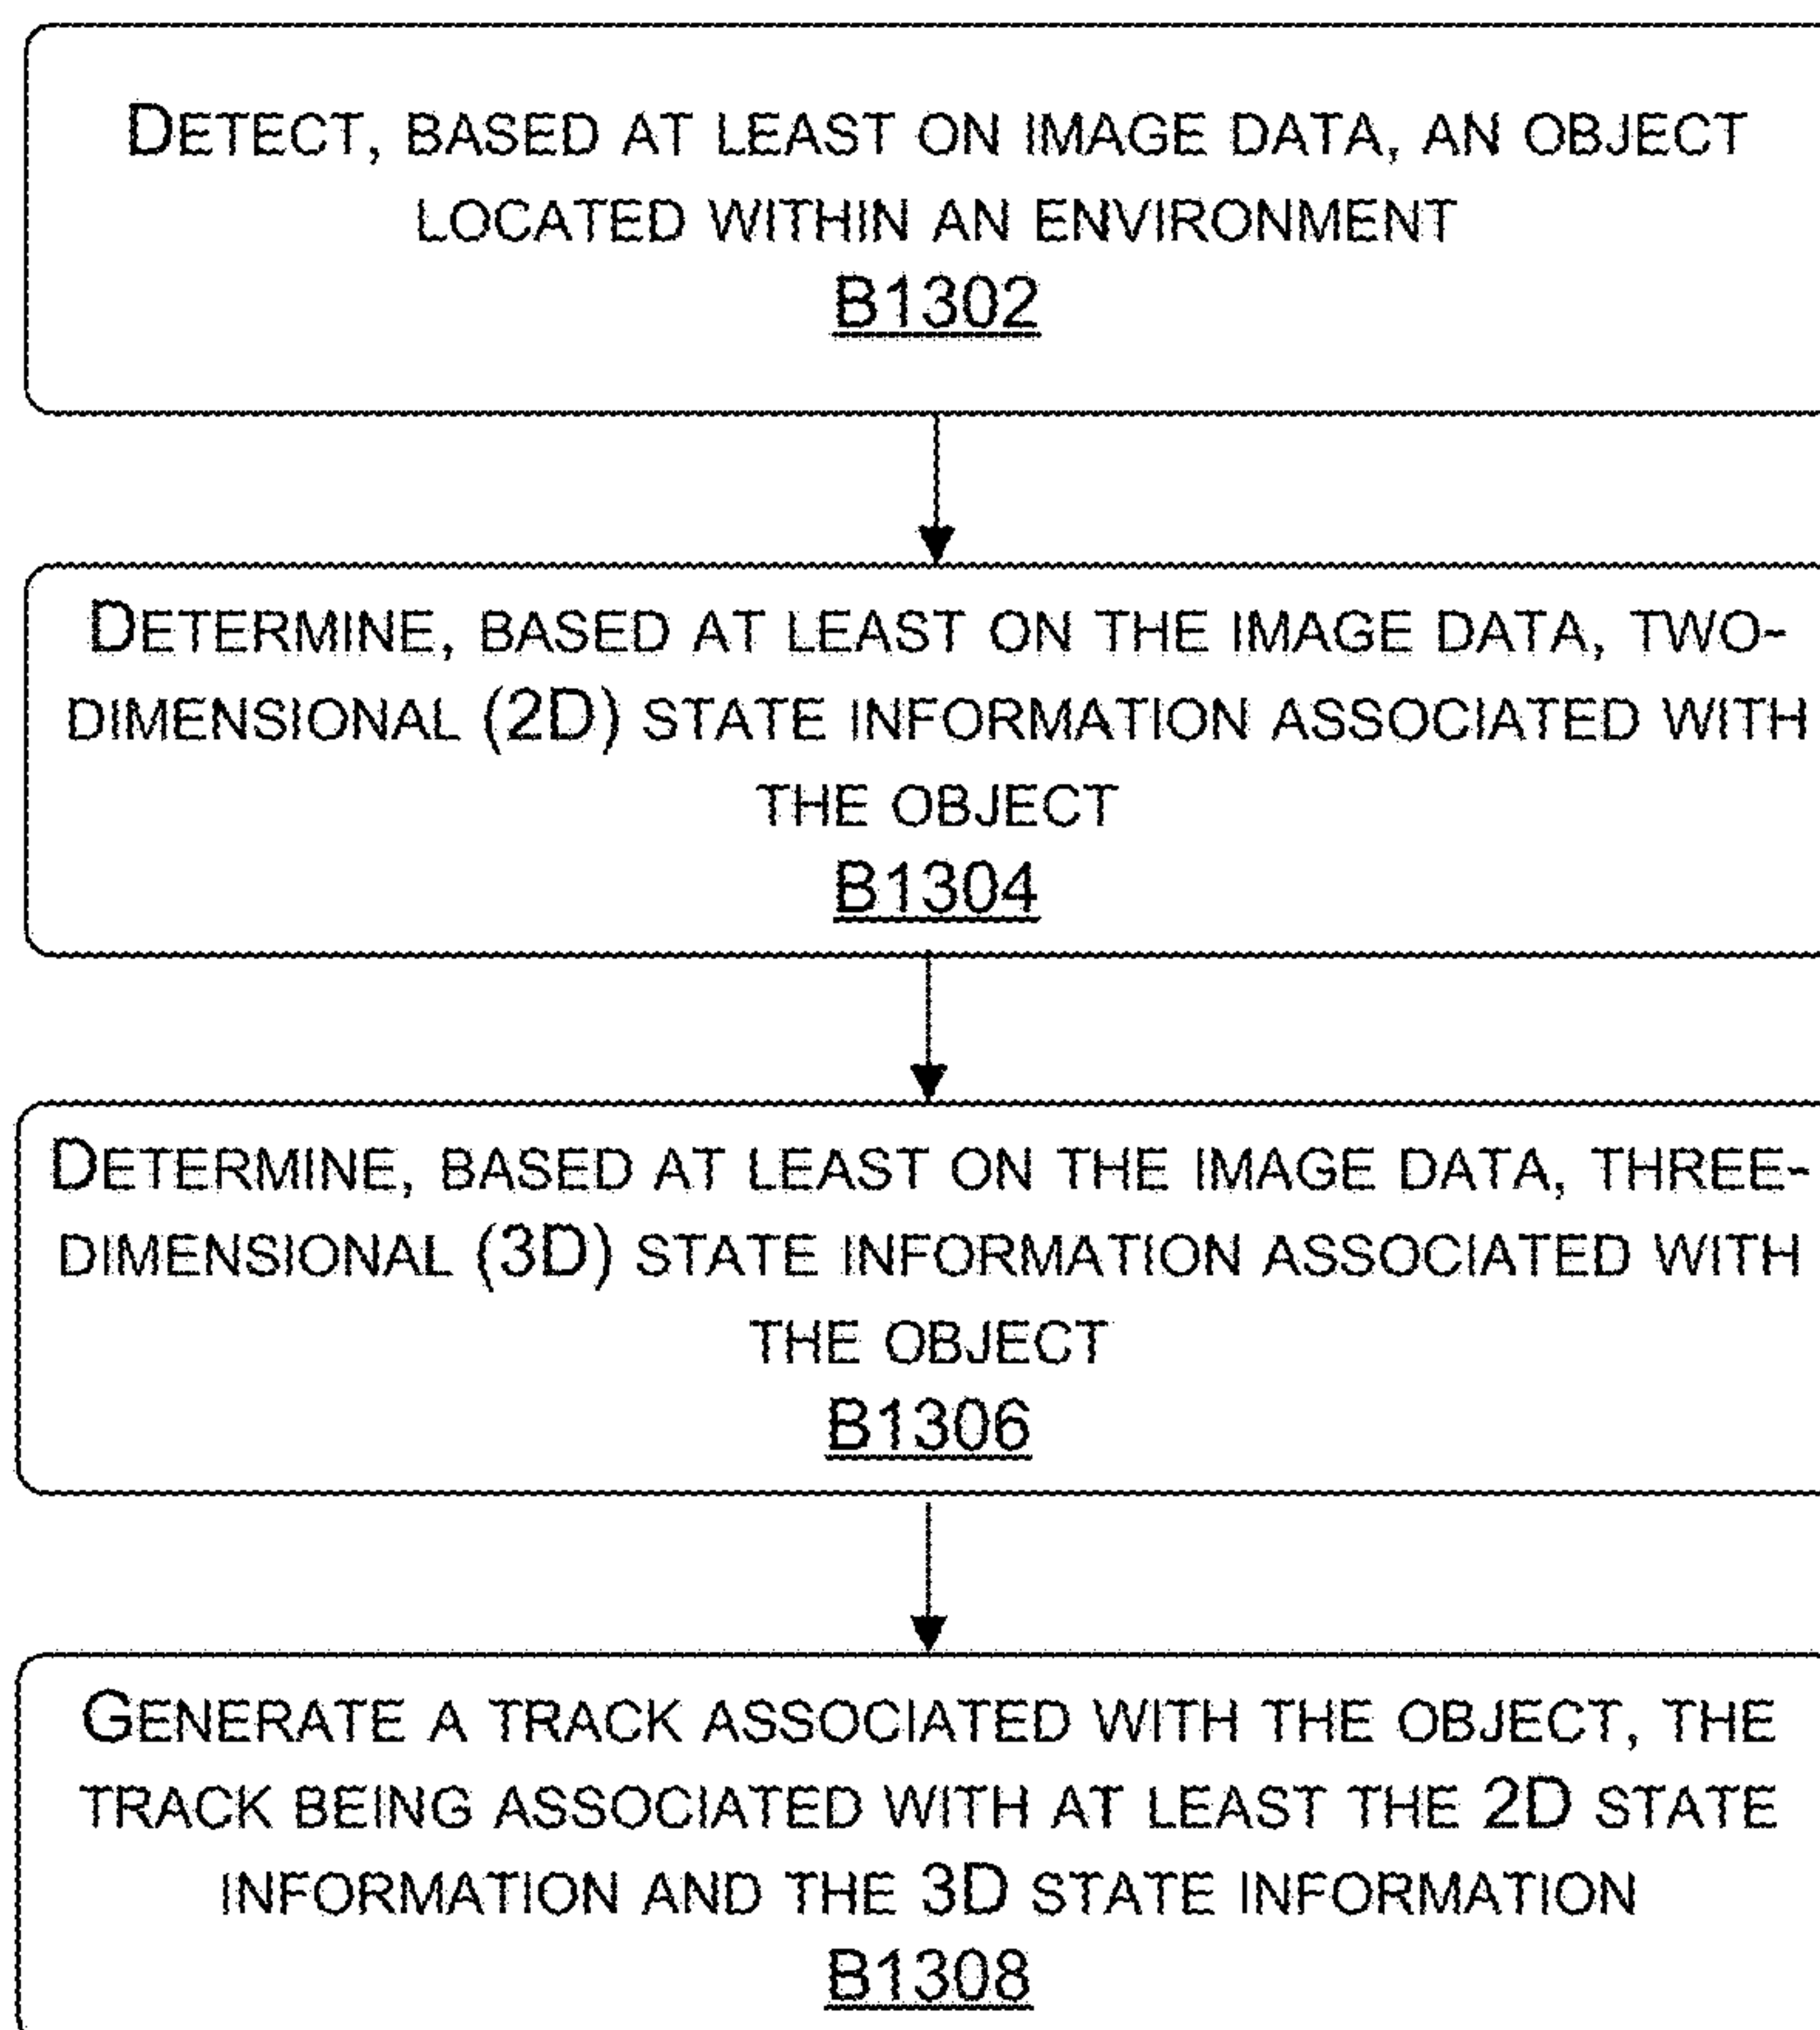 DETECT, BASED AT LEAST ON IMAGE DATA, AN OBJECT
LOCATED WITHIN AN ENVIRONMENT
B1302
DETERMINE, BASED AT LEAST ON THE IMAGE DATA, TWO-
DIMENSIONAL (2D) STATE INFORMATION ASSOCIATED WITH
THE OBJECT
B1304
DETERMINE, BASED AT LEAST ON THE IMAGE DATA, THREE-
DIMENSIONAL (3D) STATE INFORMATION ASSOCIATED WITH
THE OBJECT
B1306
GENERATE A TRACK ASSOCIATED WITH THE OBJECT, THE
TRACK BEING ASSOCIATED WITH AT LEAST THE 2D STATE
INFORMATION AND THE 3D STATE INFORMATION
B1308